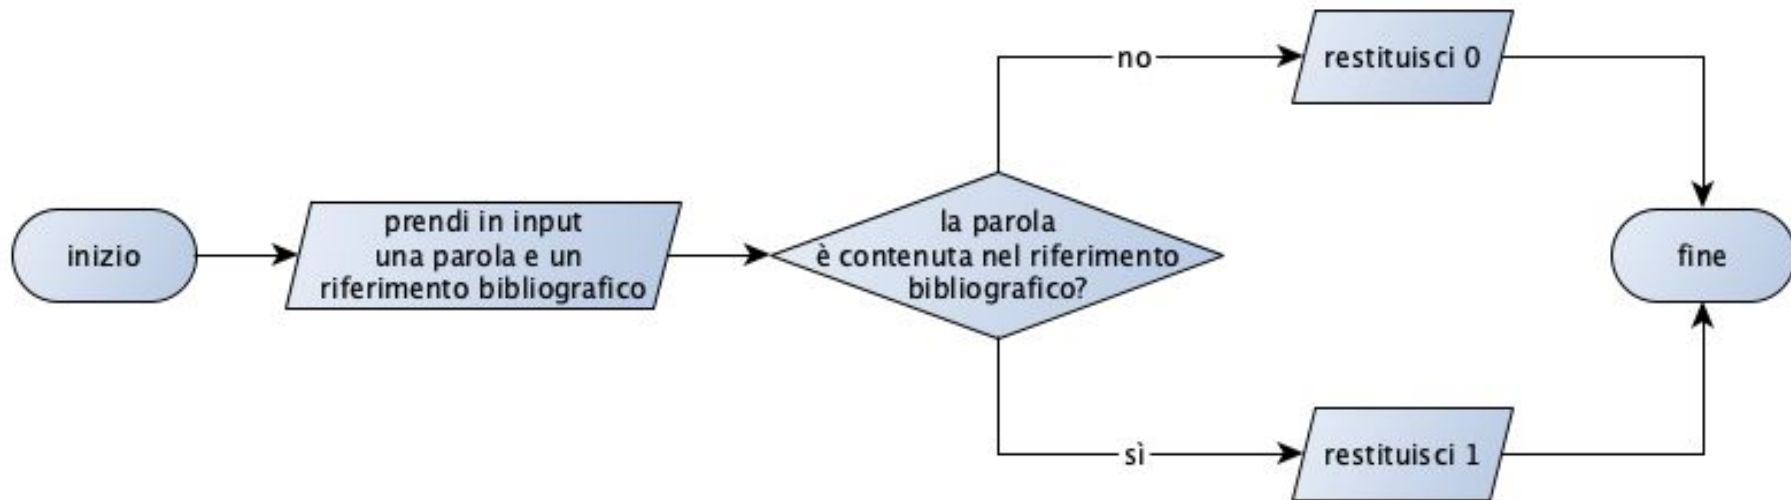 inizio
prendi in input
una parola e un
riferimento bibliografico
la parola
è contenuta nel riferimento
bibliografico?
no
restituisci 0
sì
restituisci 1
fine